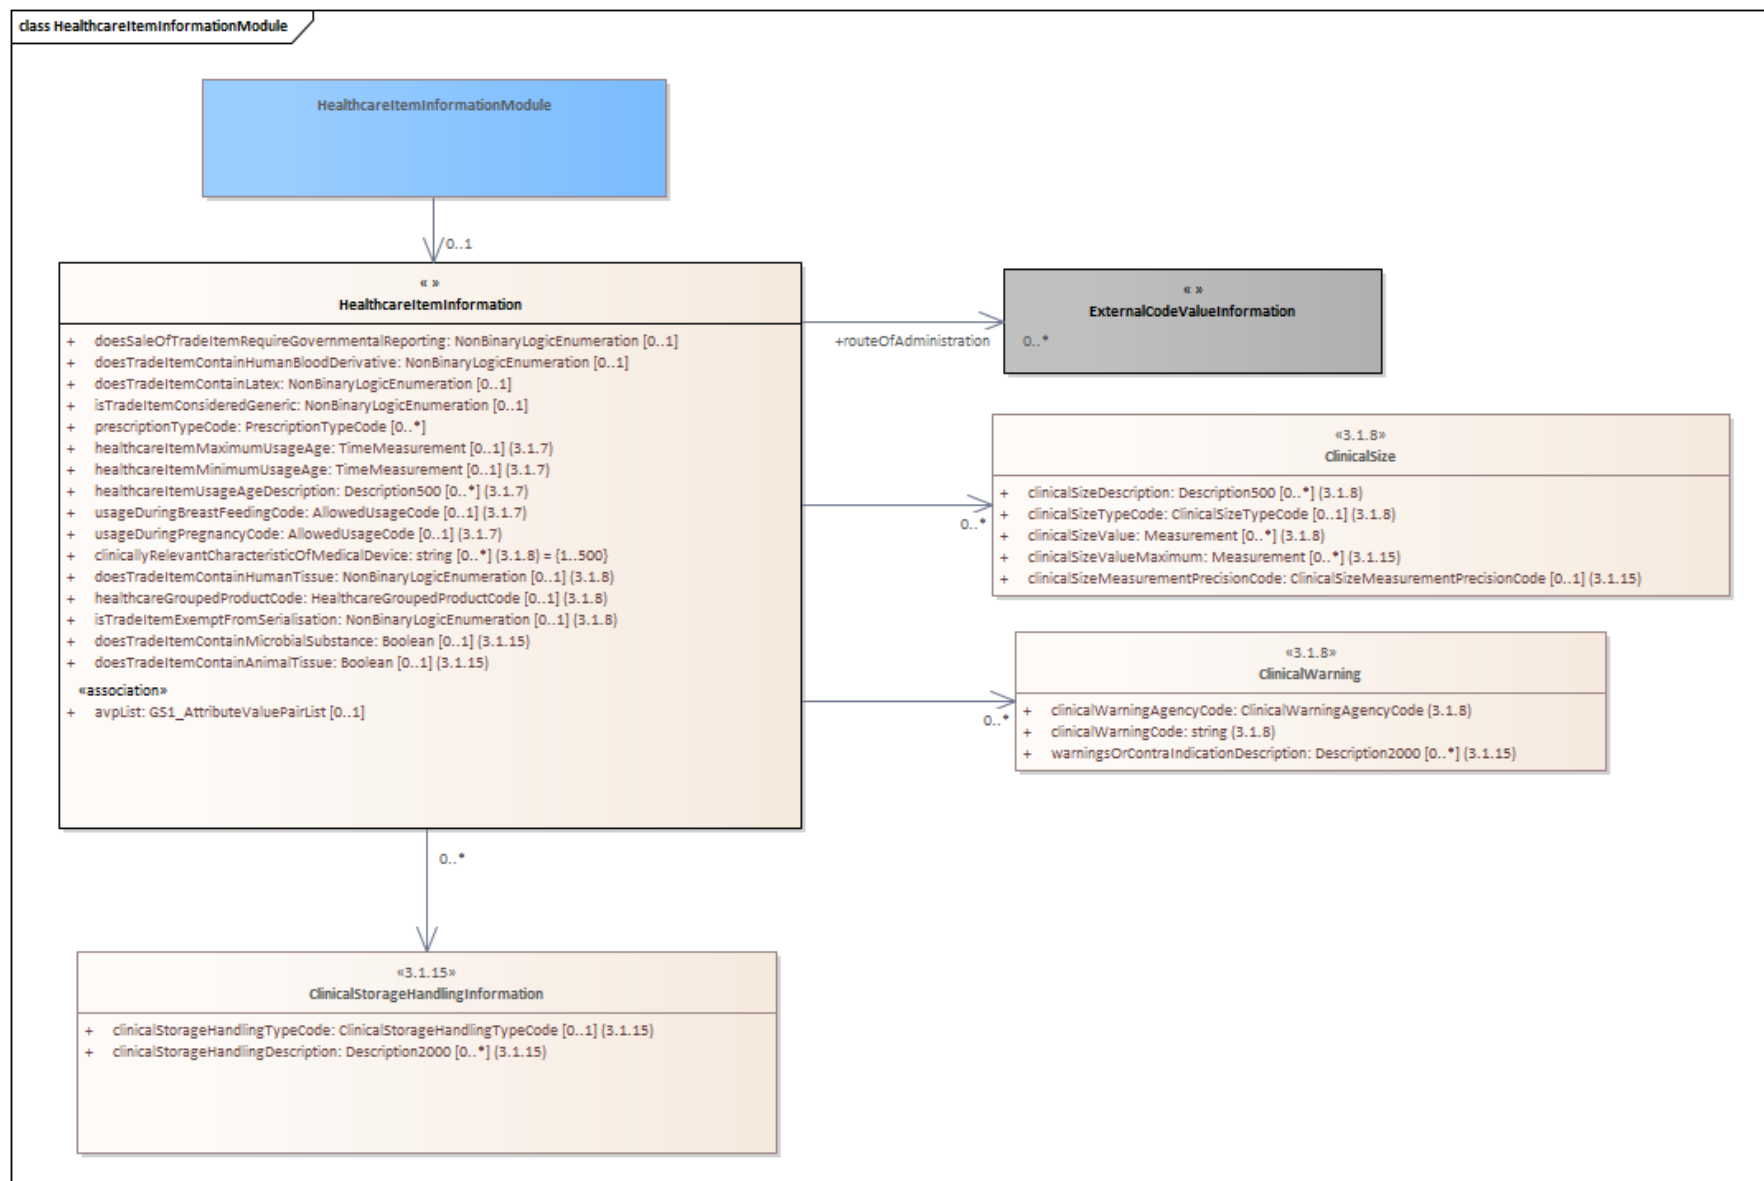 class HealthcareItemInformationModule
HealthcareItemInformationModule
0..1
« »
HealthcareItemInformation
+ doesSaleOfTradeItemRequireGovernmentalReporting: NonBinaryLogicEnumeration [0..1]
+ doesTradeItemContainHumanBloodDerivative: NonBinaryLogicEnumeration [0..1]
+ doesTradeItemContainLatex: NonBinaryLogicEnumeration [0..1]
+ isTradeItemConsideredGeneric: NonBinaryLogicEnumeration [0..1]
+ prescriptionTypeCode: PrescriptionTypeCode [0..*]
+ healthcareItemMaximumUsageAge: TimeMeasurement [0..1] (3.1.7)
+ healthcareItemMinimumUsageAge: TimeMeasurement [0..1] (3.1.7)
+ healthcareItemUsageAgeDescription: Description500 [0..*] (3.1.7)
+ usageDuringBreastFeedingCode: AllowedUsageCode [0..1] (3.1.7)
+ usageDuringPregnancyCode: AllowedUsageCode [0..1] (3.1.7)
+ clinicallyRelevantCharacteristicOfMedicalDevice: string [0..*] (3.1.8) = {1..500}
+ doesTradeItemContainHumanTissue: NonBinaryLogicEnumeration [0..1] (3.1.8)
+ healthcareGroupedProductCode: HealthcareGroupedProductCode [0..1] (3.1.8)
+ isTradeItemExemptFromSerialisation: NonBinaryLogicEnumeration [0..1] (3.1.8)
+ doesTradeItemContainMicrobialSubstance: Boolean [0..1] (3.1.15)
+ doesTradeItemContainAnimalTissue: Boolean [0..1] (3.1.15)
«association»
+ avpList: GS1_AttributeValuePairList [0..1]
+routeOfAdministration
0..*
« »
ExternalCodeValueInformation
0..*
«3.1.8»
ClinicalSize
+ clinicalSizeDescription: Description500 [0..*] (3.1.8)
+ clinicalSizeTypeCode: ClinicalSizeTypeCode [0..1] (3.1.8)
+ clinicalSizeValue: Measurement [0..*] (3.1.8)
+ clinicalSizeValueMaximum: Measurement [0..*] (3.1.15)
+ clinicalSizeMeasurementPrecisionCode: ClinicalSizeMeasurementPrecisionCode [0..1] (3.1.15)
0..*
«3.1.8»
ClinicalWarning
+ clinicalWarningAgencyCode: ClinicalWarningAgencyCode (3.1.8)
+ clinicalWarningCode: string (3.1.8)
+ warningsOrContraIndicationDescription: Description2000 [0..*] (3.1.15)
0..*
«3.1.15»
ClinicalStorageHandlingInformation
+ clinicalStorageHandlingTypeCode: ClinicalStorageHandlingTypeCode [0..1] (3.1.15)
+ clinicalStorageHandlingDescription: Description2000 [0..*] (3.1.15)